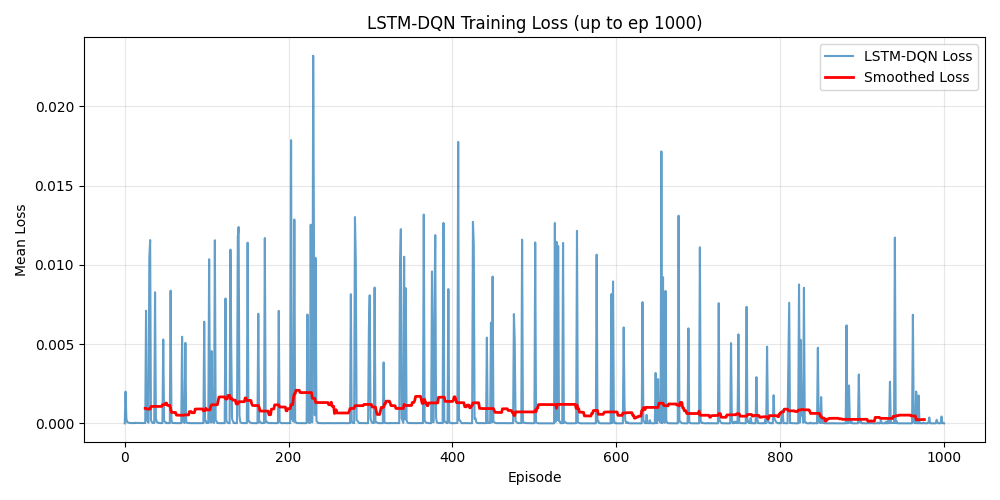 LSTM-DQN Training Loss (up to ep 1000)
LSTM-DQN Loss
Smoothed Loss
Mean Loss
0.020
0.015
0.010
0.005
0.000
0
200
400
600
800
1000
Episode